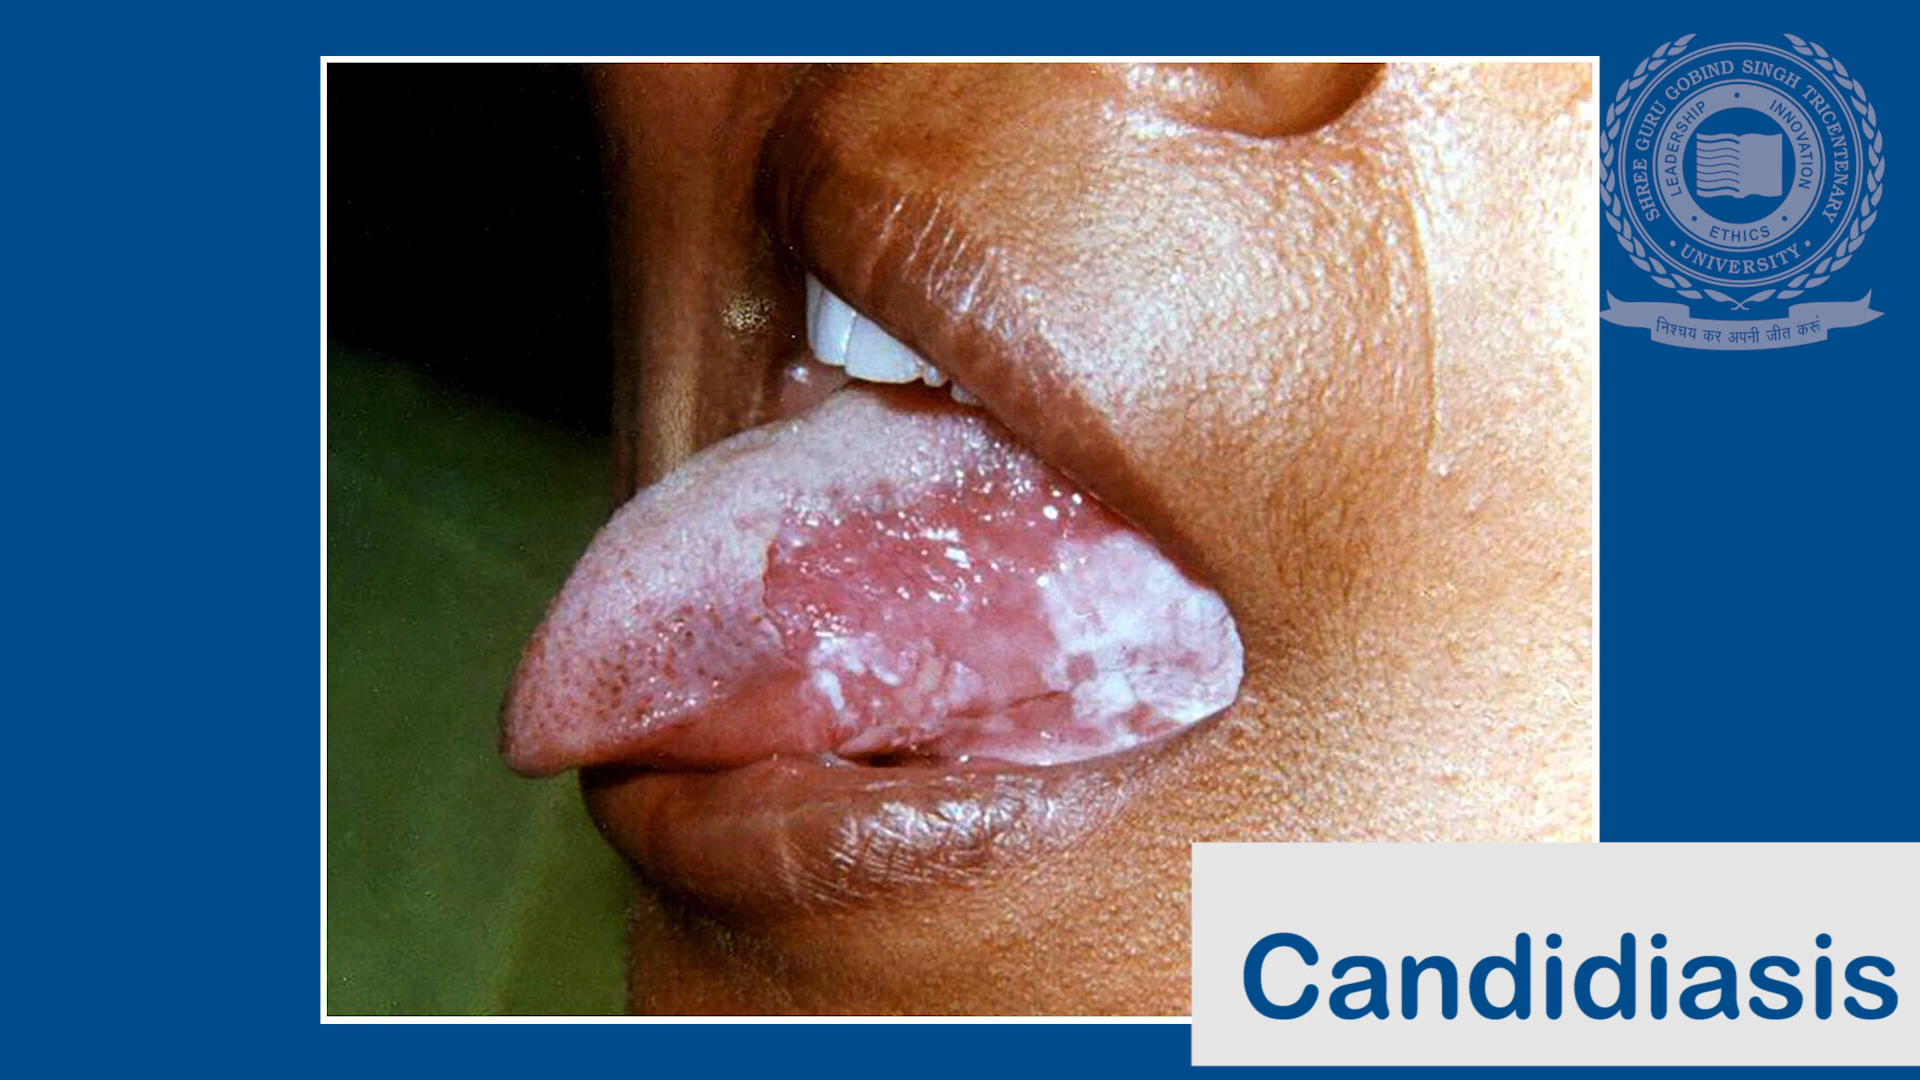 SHREE GURU GOBIND SINGH TRICENTENARY
UNIVERSITY
LEADERSHIP
INNOVATION
ETHICS
निश्चय कर अपनी जीत करूं
Candidiasis